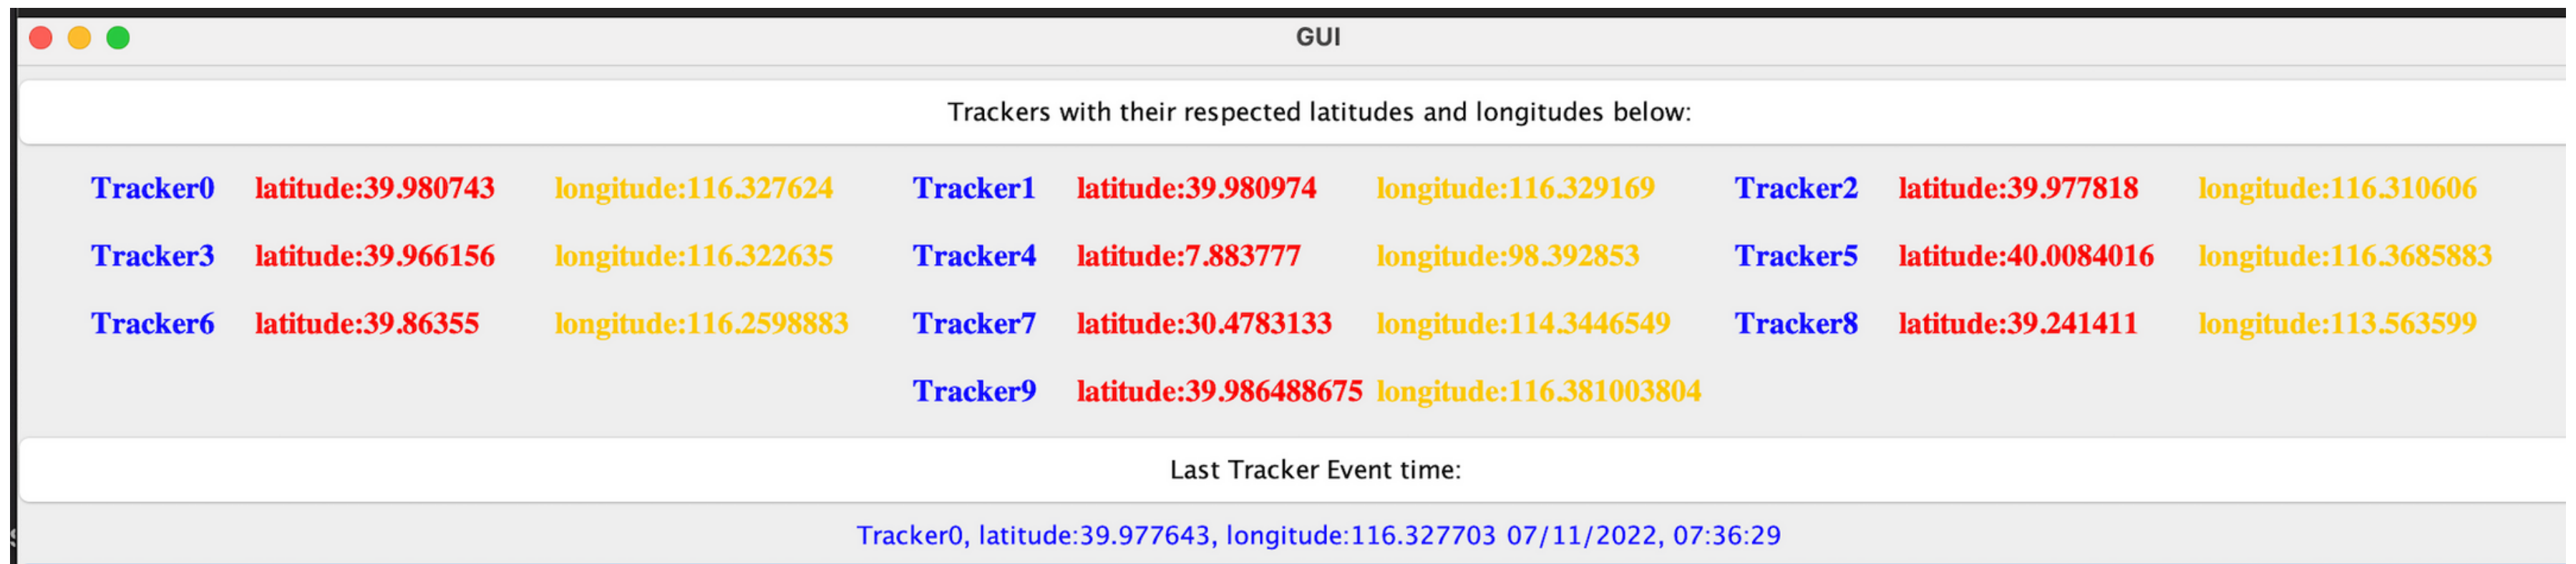 GUI
Trackers with their respected latitudes and longitudes below:
Tracker0 latitude:39.980743 longitude:116.327624 Tracker1 latitude:39.980974 longitude:116.329169 Tracker2 latitude:39.977818 longitude:116.310606
Tracker3 latitude:39.966156 longitude:116.322635 Tracker4 latitude:7.883777 longitude:98.392853 Tracker5 latitude:40.0084016 longitude:116.3685883
Tracker6 latitude:39.86355 longitude:116.2598883 Tracker7 latitude:30.4783133 longitude:114.3446549 Tracker8 latitude:39.241411 longitude:113.563599
Tracker9 latitude:39.986488675 longitude:116.381003804
Last Tracker Event time:
Tracker0, latitude:39.977643, longitude:116.327703 07/11/2022, 07:36:29